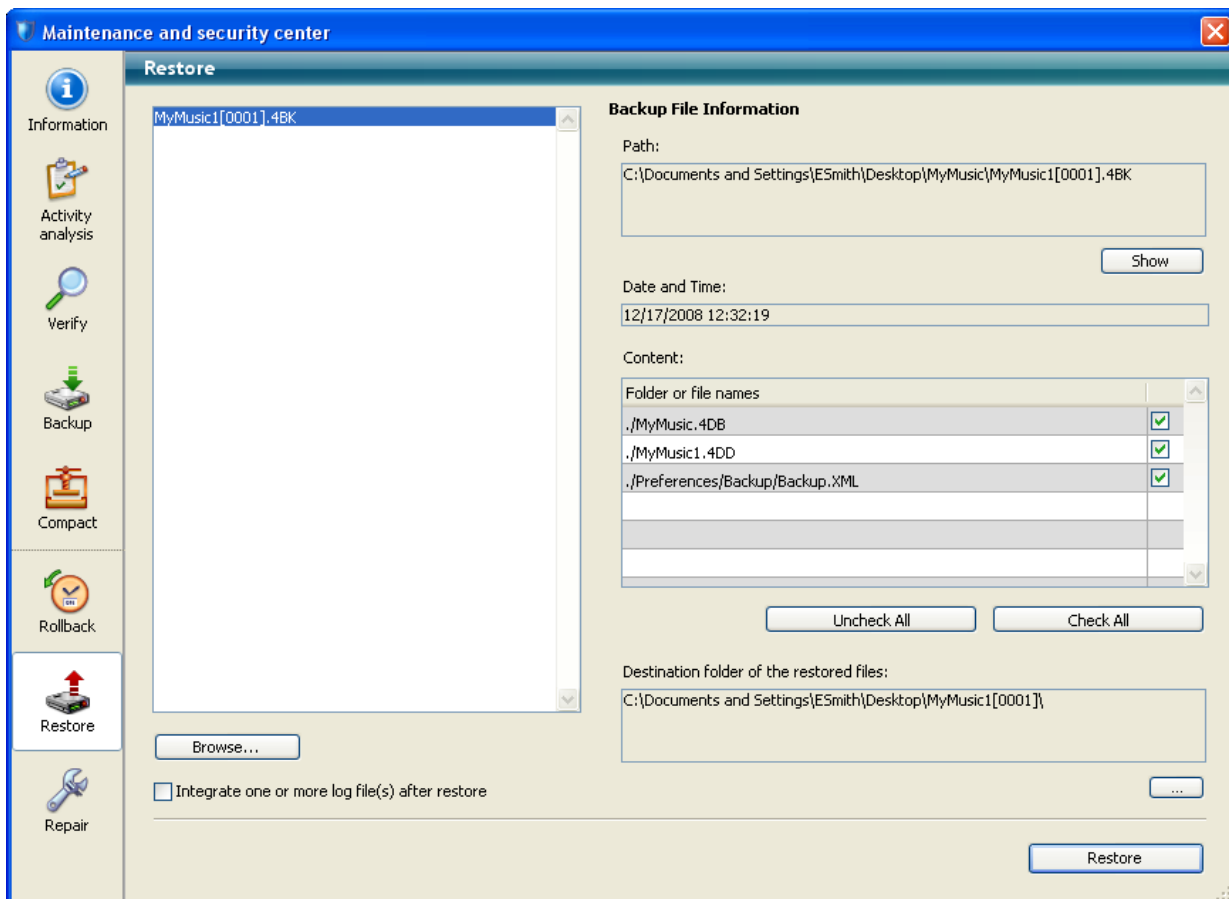 Maintenance and security center
Information
Activity
analysis
Verify
Backup
Compact
Rollback
Restore
Repair
Restore
MyMusic1[0001].4BK
Browse...
Integrate one or more log file(s) after restore
Backup File Information
Path:
C:\Documents and Settings\ESmith\Desktop\MyMusic\MyMusic1[0001].4BK
Show
Date and Time:
12/17/2008 12:32:19
Content:
Folder or file names
./MyMusic.4DB
./MyMusic1.4DD
./Preferences/Backup/Backup.XML
Uncheck All
Check All
Destination folder of the restored files:
C:\Documents and Settings\ESmith\Desktop\MyMusic1[0001]\
...
Restore